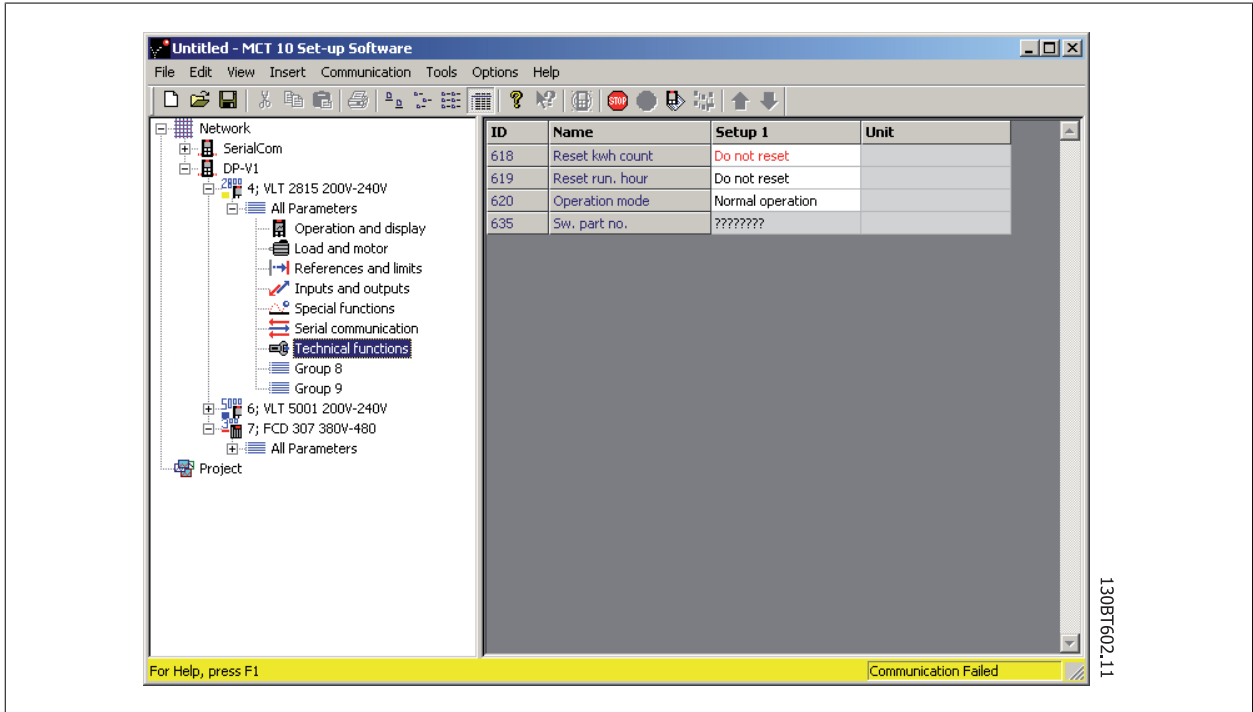 Untitled - MCT 10 Set-up Software
File Edit View Insert Communication Tools Options Help
STOP
Network
SerialCom
DP-V1
2800 4; VLT 2815 200V-240V
All Parameters
Operation and display
Load and motor
References and limits
Inputs and outputs
Special functions
Serial communication
Technical functions
Group 8
Group 9
5000 6; VLT 5001 200V-240V
300 7; FCD 307 380V-480
All Parameters
Project
ID Name Setup 1 Unit
618 Reset kwh count Do not reset
619 Reset run. hour Do not reset
620 Operation mode Normal operation
635 Sw. part no. ????????
For Help, press F1
Communication Failed
130BT602.11